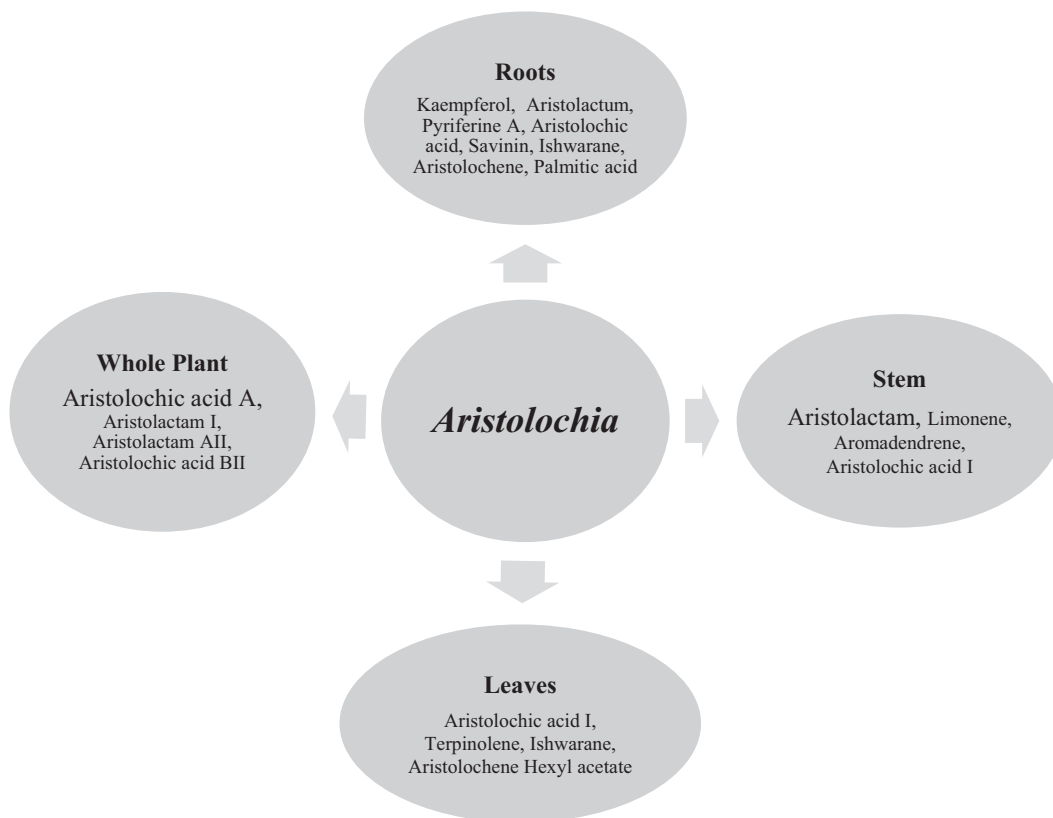 Roots
Kaempferol, Aristolactum,
Pyriferine A, Aristolochic
acid, Savinin, Ishwarane,
Aristolochene, Palmitic acid
Whole Plant
Aristolochic acid A,
Aristolactam I,
Aristolactam AII,
Aristolochic acid BII
Aristolochia
Stem
Aristolactam, Limonene,
Aromadendrene,
Aristolochic acid I
Leaves
Aristolochic acid I,
Terpinolene, Ishwarane,
Aristolochene Hexyl acetate